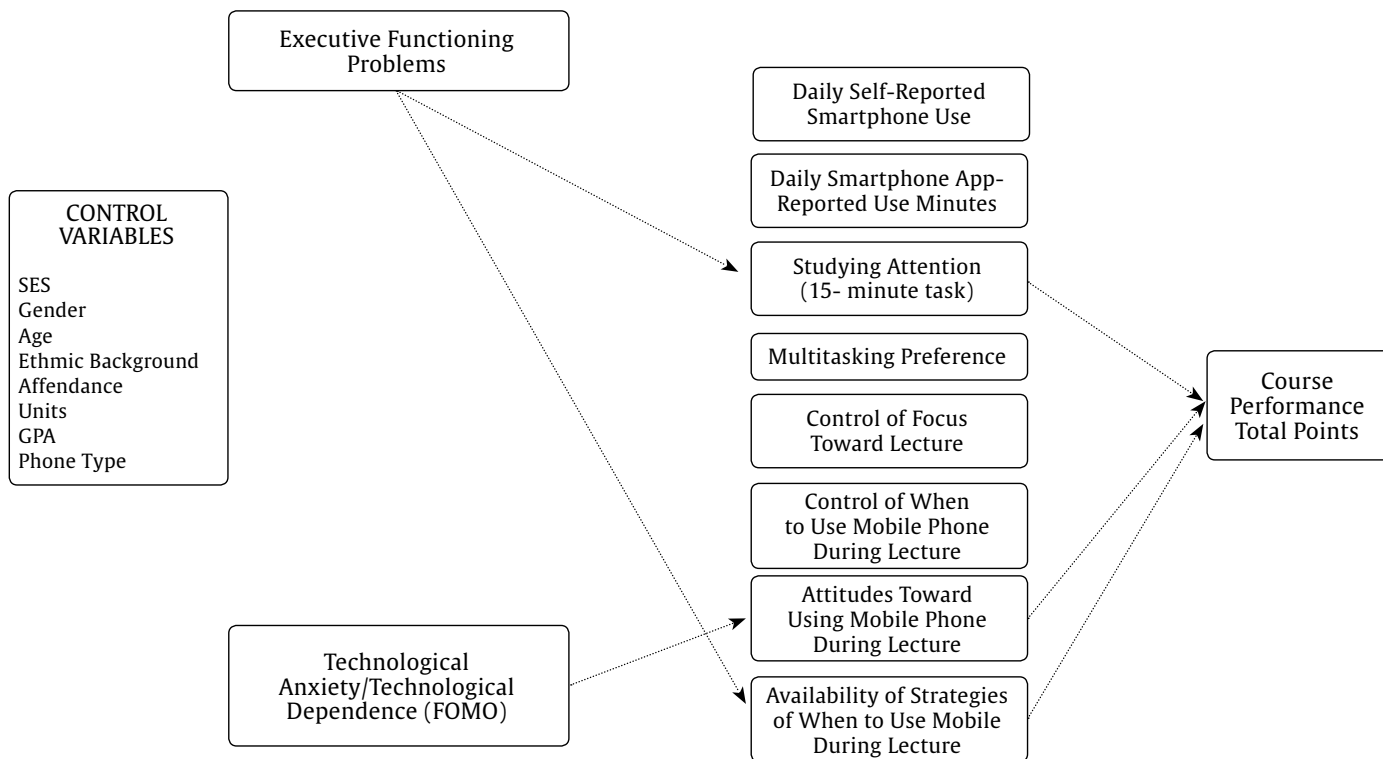 Executive Functioning
Problems
Daily Self-Reported
Smartphone Use
Daily Smartphone App-
Reported Use Minutes
CONTROL
VARIABLES
SES
Gender
Age
Ethmic Background
Affendance
Units
GPA
Phone Type
Studying Attention
(15- minute task)
Multitasking Preference
Control of Focus
Toward Lecture
Control of When
to Use Mobile Phone
During Lecture
Attitudes Toward
Using Mobile Phone
During Lecture
Availability of Strategies
of When to Use Mobile
During Lecture
Technological
Anxiety/Technological
Dependence (FOMO)
Course
Performance
Total Points